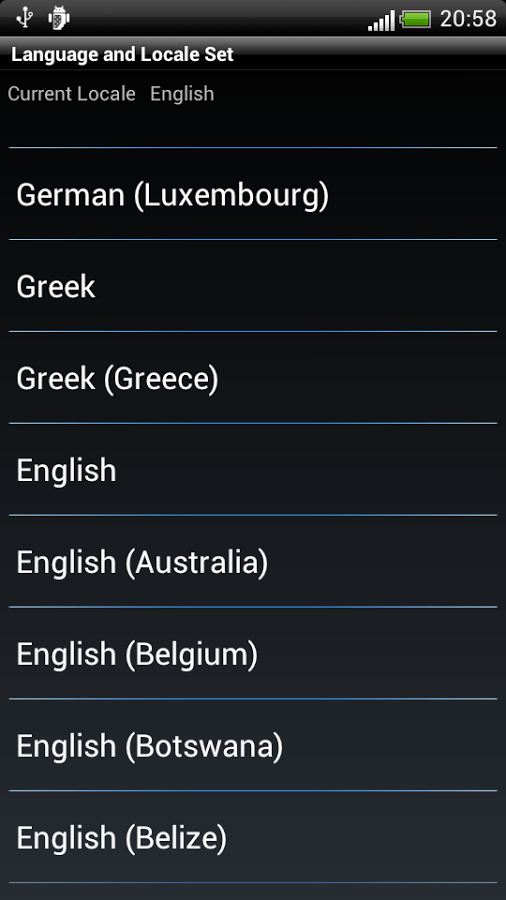 20:58
Language and Locale Set
Current Locale English
German (Luxembourg)
Greek
Greek (Greece)
English
English (Australia)
English (Belgium)
English (Botswana)
English (Belize)